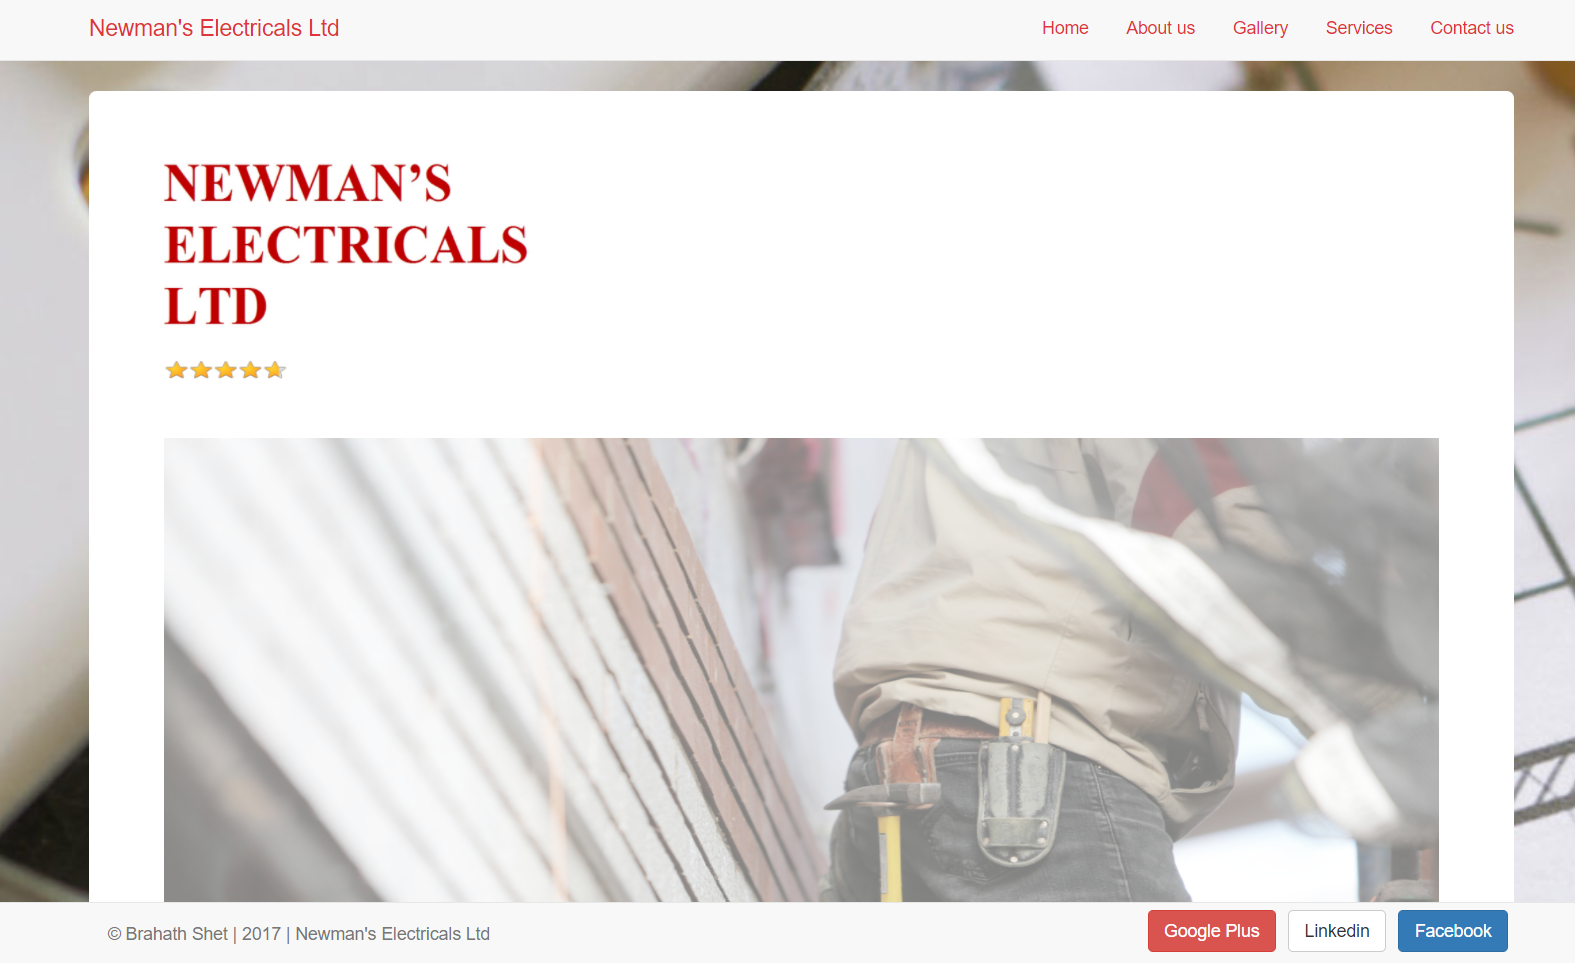 Newman's Electricals Ltd
Home
About us
Gallery
Services
Contact us
NEWMAN’S
ELECTRICALS
LTD
© Brahath Shet | 2017 | Newman's Electricals Ltd
Google Plus
Linkedin
Facebook